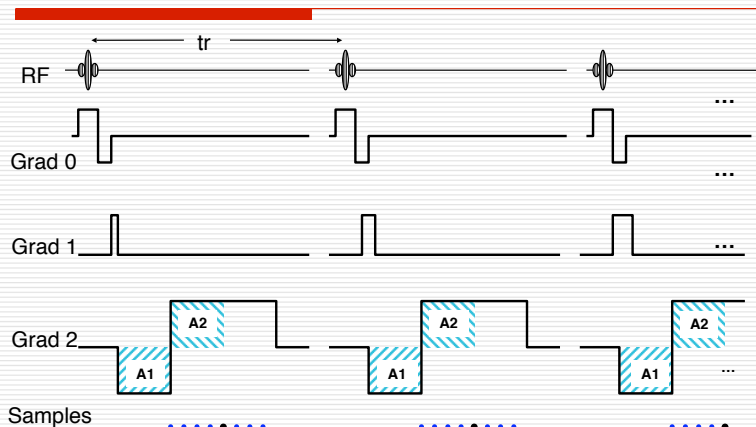 tr
RF
...
Grad 0
...
Grad 1
...
Grad 2
A2
A2
A2
A1
A1
A1
...
Samples